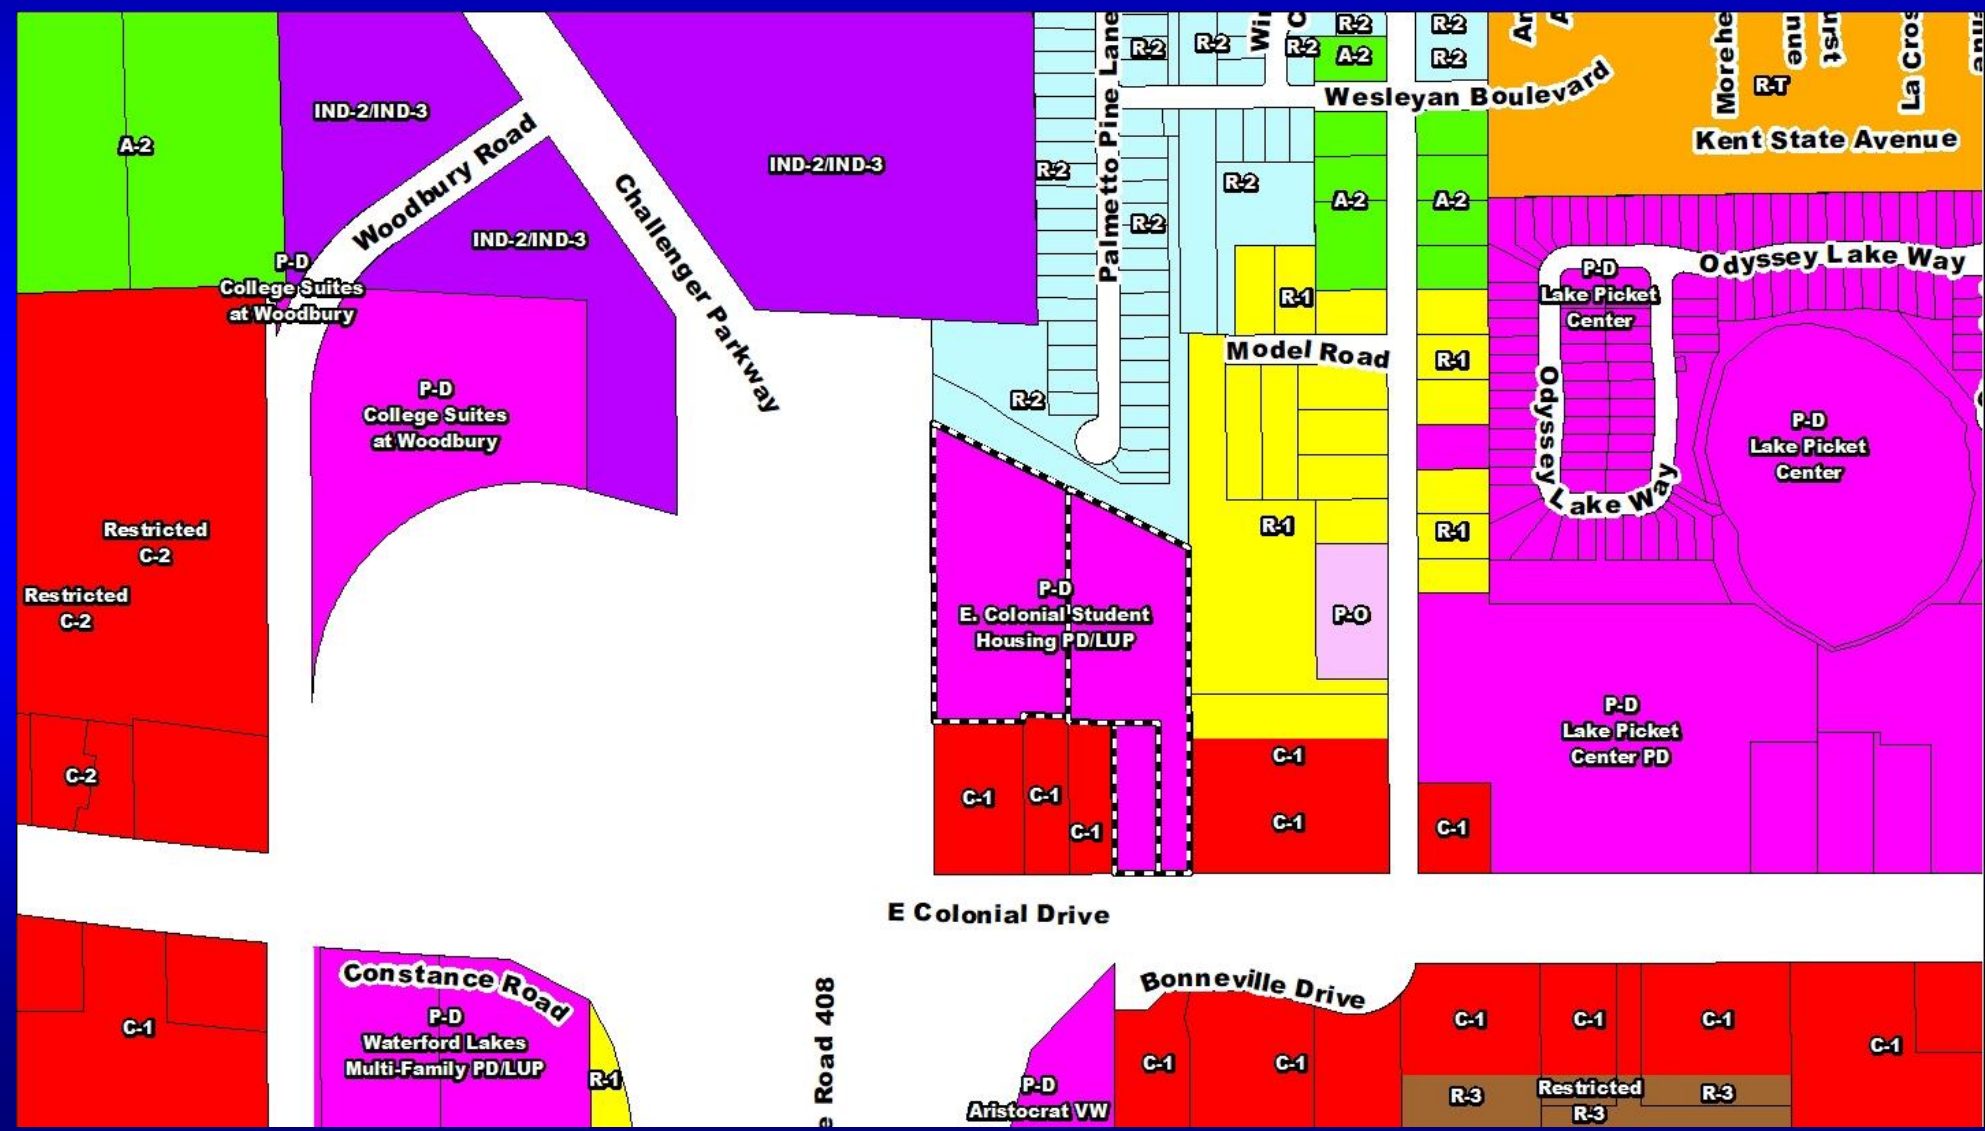 A-2
IND-2/IND-3
Woodbury Road
IND-2/IND-3
Challenger Parkway
IND-2/IND-3
P-D
College Suites
at Woodbury
P-D
College Suites
at Woodbury
Restricted
C-2
Restricted
C-2
C-2
R-2
R-2
Palmetto Pine Lane
R-2
R-2
R-2
R-2
R-2
R-2
A-2
R-2
R-2
Wesleyan Boulevard
R-2
A-2
A-2
R-1
Model Road
R-1
R-1
R-1
P-O
R-T
Kent State Avenue
Odyssey Lake Way
P-D
Lake Picket
Center
Odyssey Lake Way
P-D
Lake Picket
Center
P-D
Lake Picket
Center PD
P-D
E. Colonial Student
Housing PD/LUP
C-1
C-1
C-1
C-1
C-1
C-1
E Colonial Drive
C-1
Constance Road
P-D
Waterford Lakes
Multi-Family PD/LUP
R-1
Road 408
P-D
Aristocrat VW
Bonneville Drive
C-1
C-1
C-1
C-1
C-1
C-1
R-3
Restricted
R-3
R-3